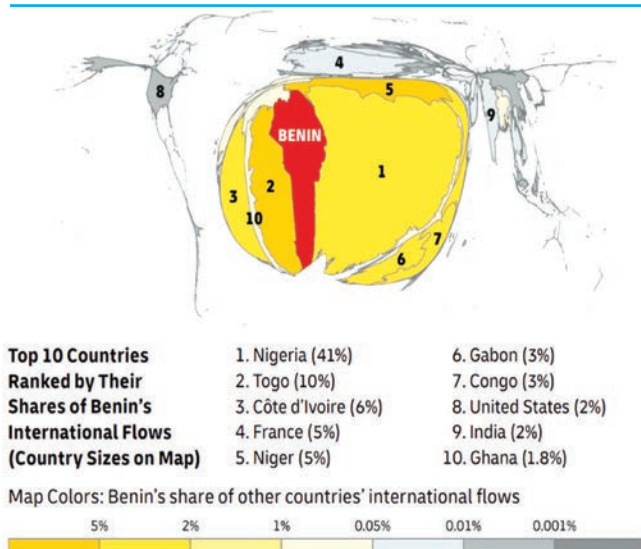 4
8
5
BENIN
9
1
2
3
10
7
6
Top 10 Countries
Ranked by Their
Shares of Benin's
International Flows
(Country Sizes on Map)
1. Nigeria (41%)
2. Togo (10%)
3. Côte d'Ivoire (6%)
4. France (5%)
5. Niger (5%)
6. Gabon (3%)
7. Congo (3%)
8. United States (2%)
9. India (2%)
10. Ghana (1.8%)
Map Colors: Benin's share of other countries' international flows
5% 2% 1% 0.05% 0.01% 0.001%